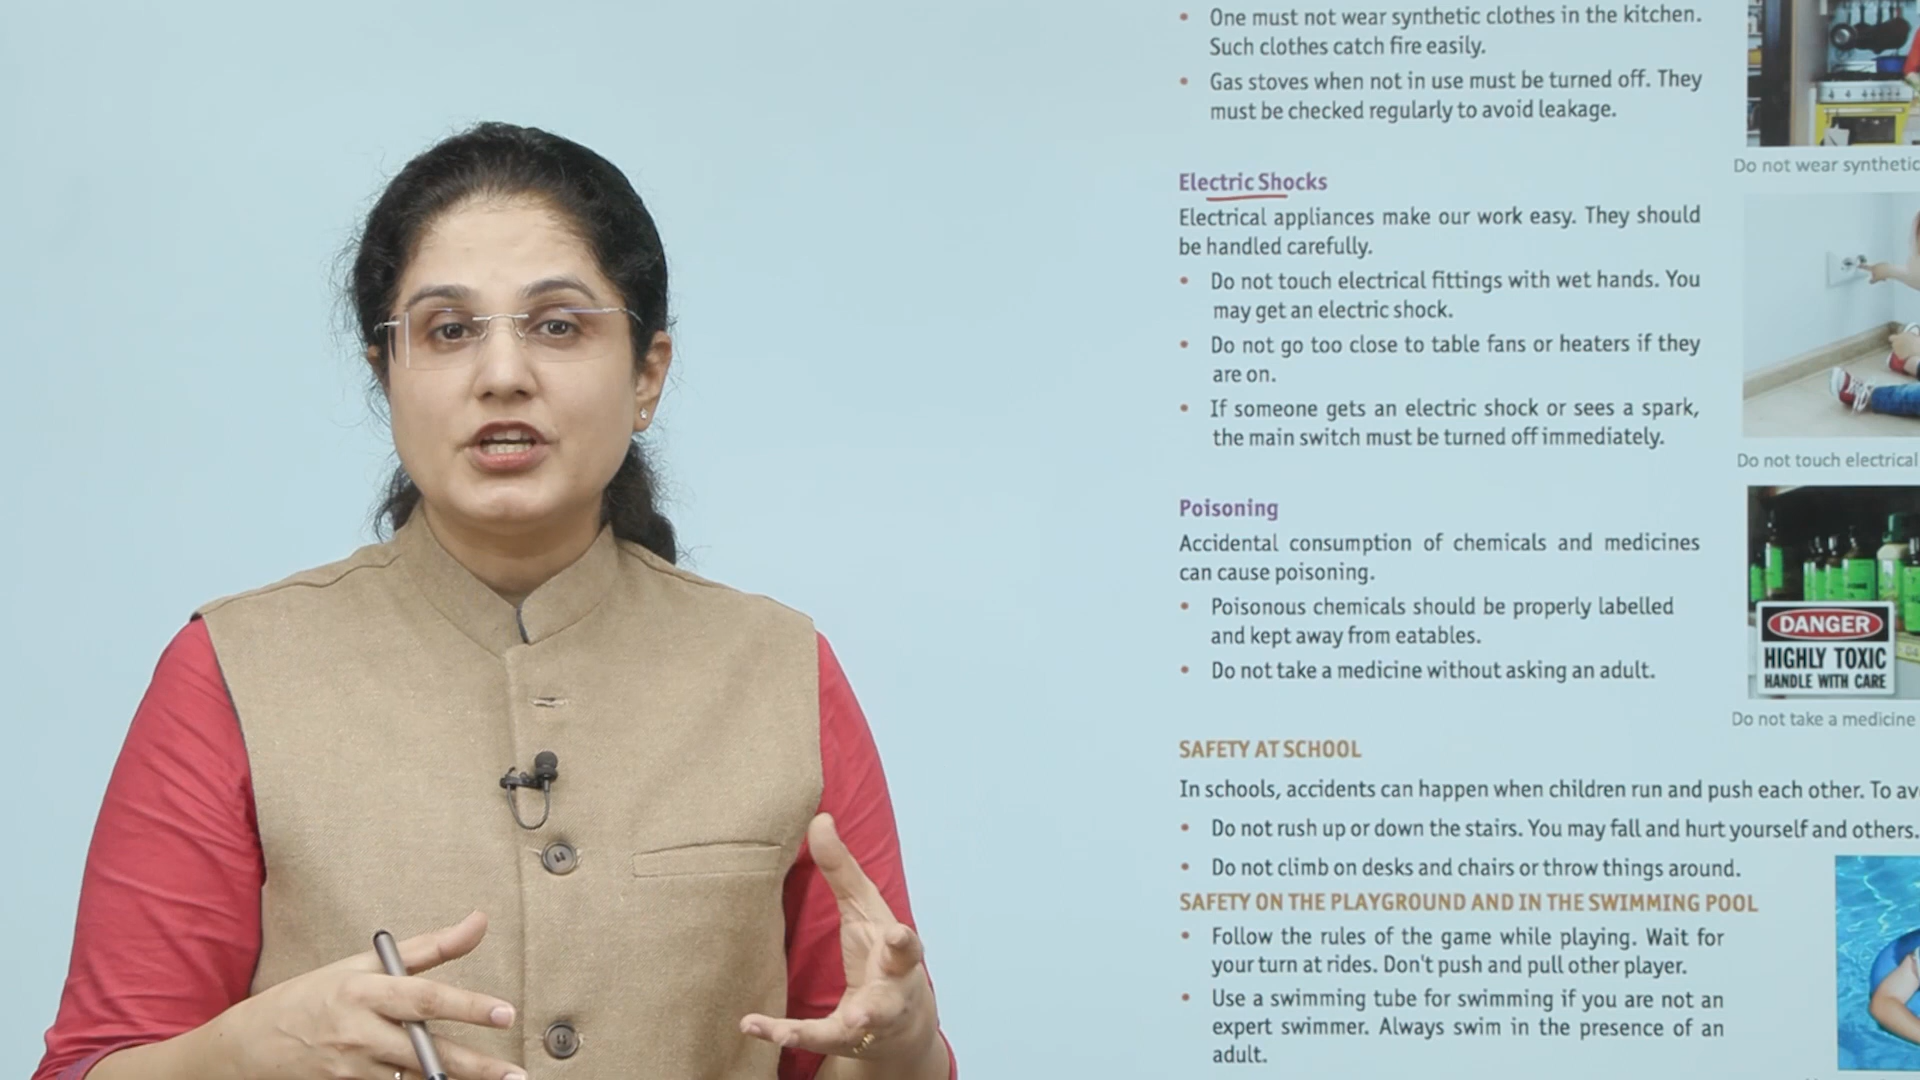 One must not wear synthetic clothes in the kitchen.
Such clothes catch fire easily.
Gas stoves when not in use must be turned off. They
must be checked regularly to avoid leakage.
Do not wear synthetic
Electric Shocks
Electrical appliances make our work easy. They should
be handled carefully.
Do not touch electrical fittings with wet hands. You
may get an electric shock.
Do not go too close to table fans or heaters if they
are on.
If someone gets an electric shock or sees a spark,
the main switch must be turned off immediately.
Do not touch electrical
Poisoning
Accidental consumption of chemicals and medicines
can cause poisoning.
Poisonous chemicals should be properly labelled
and kept away from eatables.
Do not take a medicine without asking an adult.
DANGER
HIGHLY TOXIC
HANDLE WITH CARE
Do not take a medicine
SAFETY AT SCHOOL
In schools, accidents can happen when children run and push each other. To av
Do not rush up or down the stairs. You may fall and hurt yourself and others.
Do not climb on desks and chairs or throw things around.
SAFETY ON THE PLAYGROUND AND IN THE SWIMMING POOL
Follow the rules of the game while playing. Wait for
your turn at rides. Don't push and pull other player.
Use a swimming tube for swimming if you are not an
expert swimmer. Always swim in the presence of an
adult.